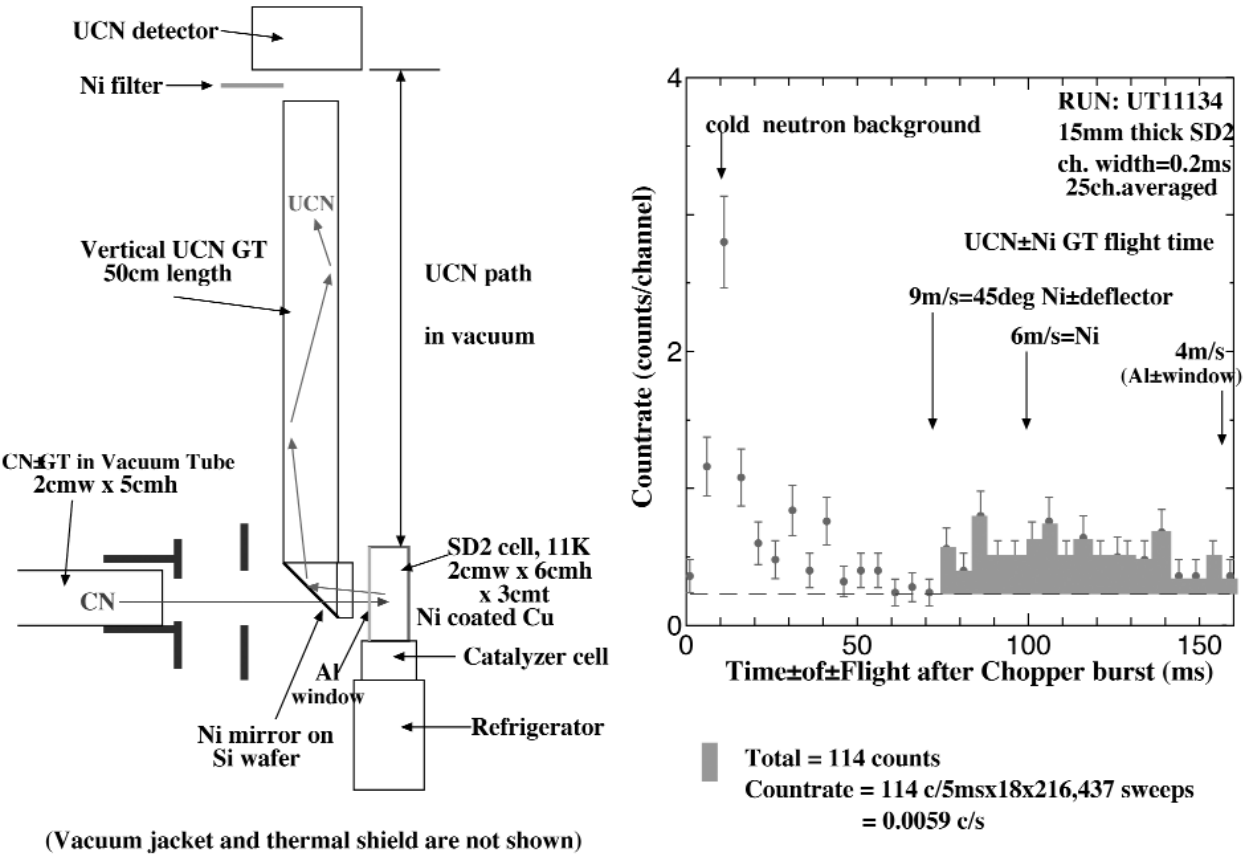 UCN detector
Ni filter
UCN
Vertical UCN GT
50cm length
UCN path
in vacuum
CN±GT in Vacuum Tube
2cmw x 5cmh
CN
SD2 cell, 11K
2cmw x 6cmh
x 3cmt
Ni coated Cu
Catalyzer cell
Al
window
Refrigerator
Ni mirror on
Si wafer
(Vacuum jacket and thermal shield are not shown)
4
2
0
Countrate (counts/channel)
RUN: UT11134
15mm thick SD2
ch. width=0.2ms
25ch.averaged
cold neutron background
UCN±Ni GT flight time
9m/s=45deg Ni±deflector
6m/s=Ni
4m/s
(Al±window)
0 50 100 150
Time±of±Flight after Chopper burst (ms)
Total = 114 counts
Countrate = 114 c/5msx18x216,437 sweeps
= 0.0059 c/s